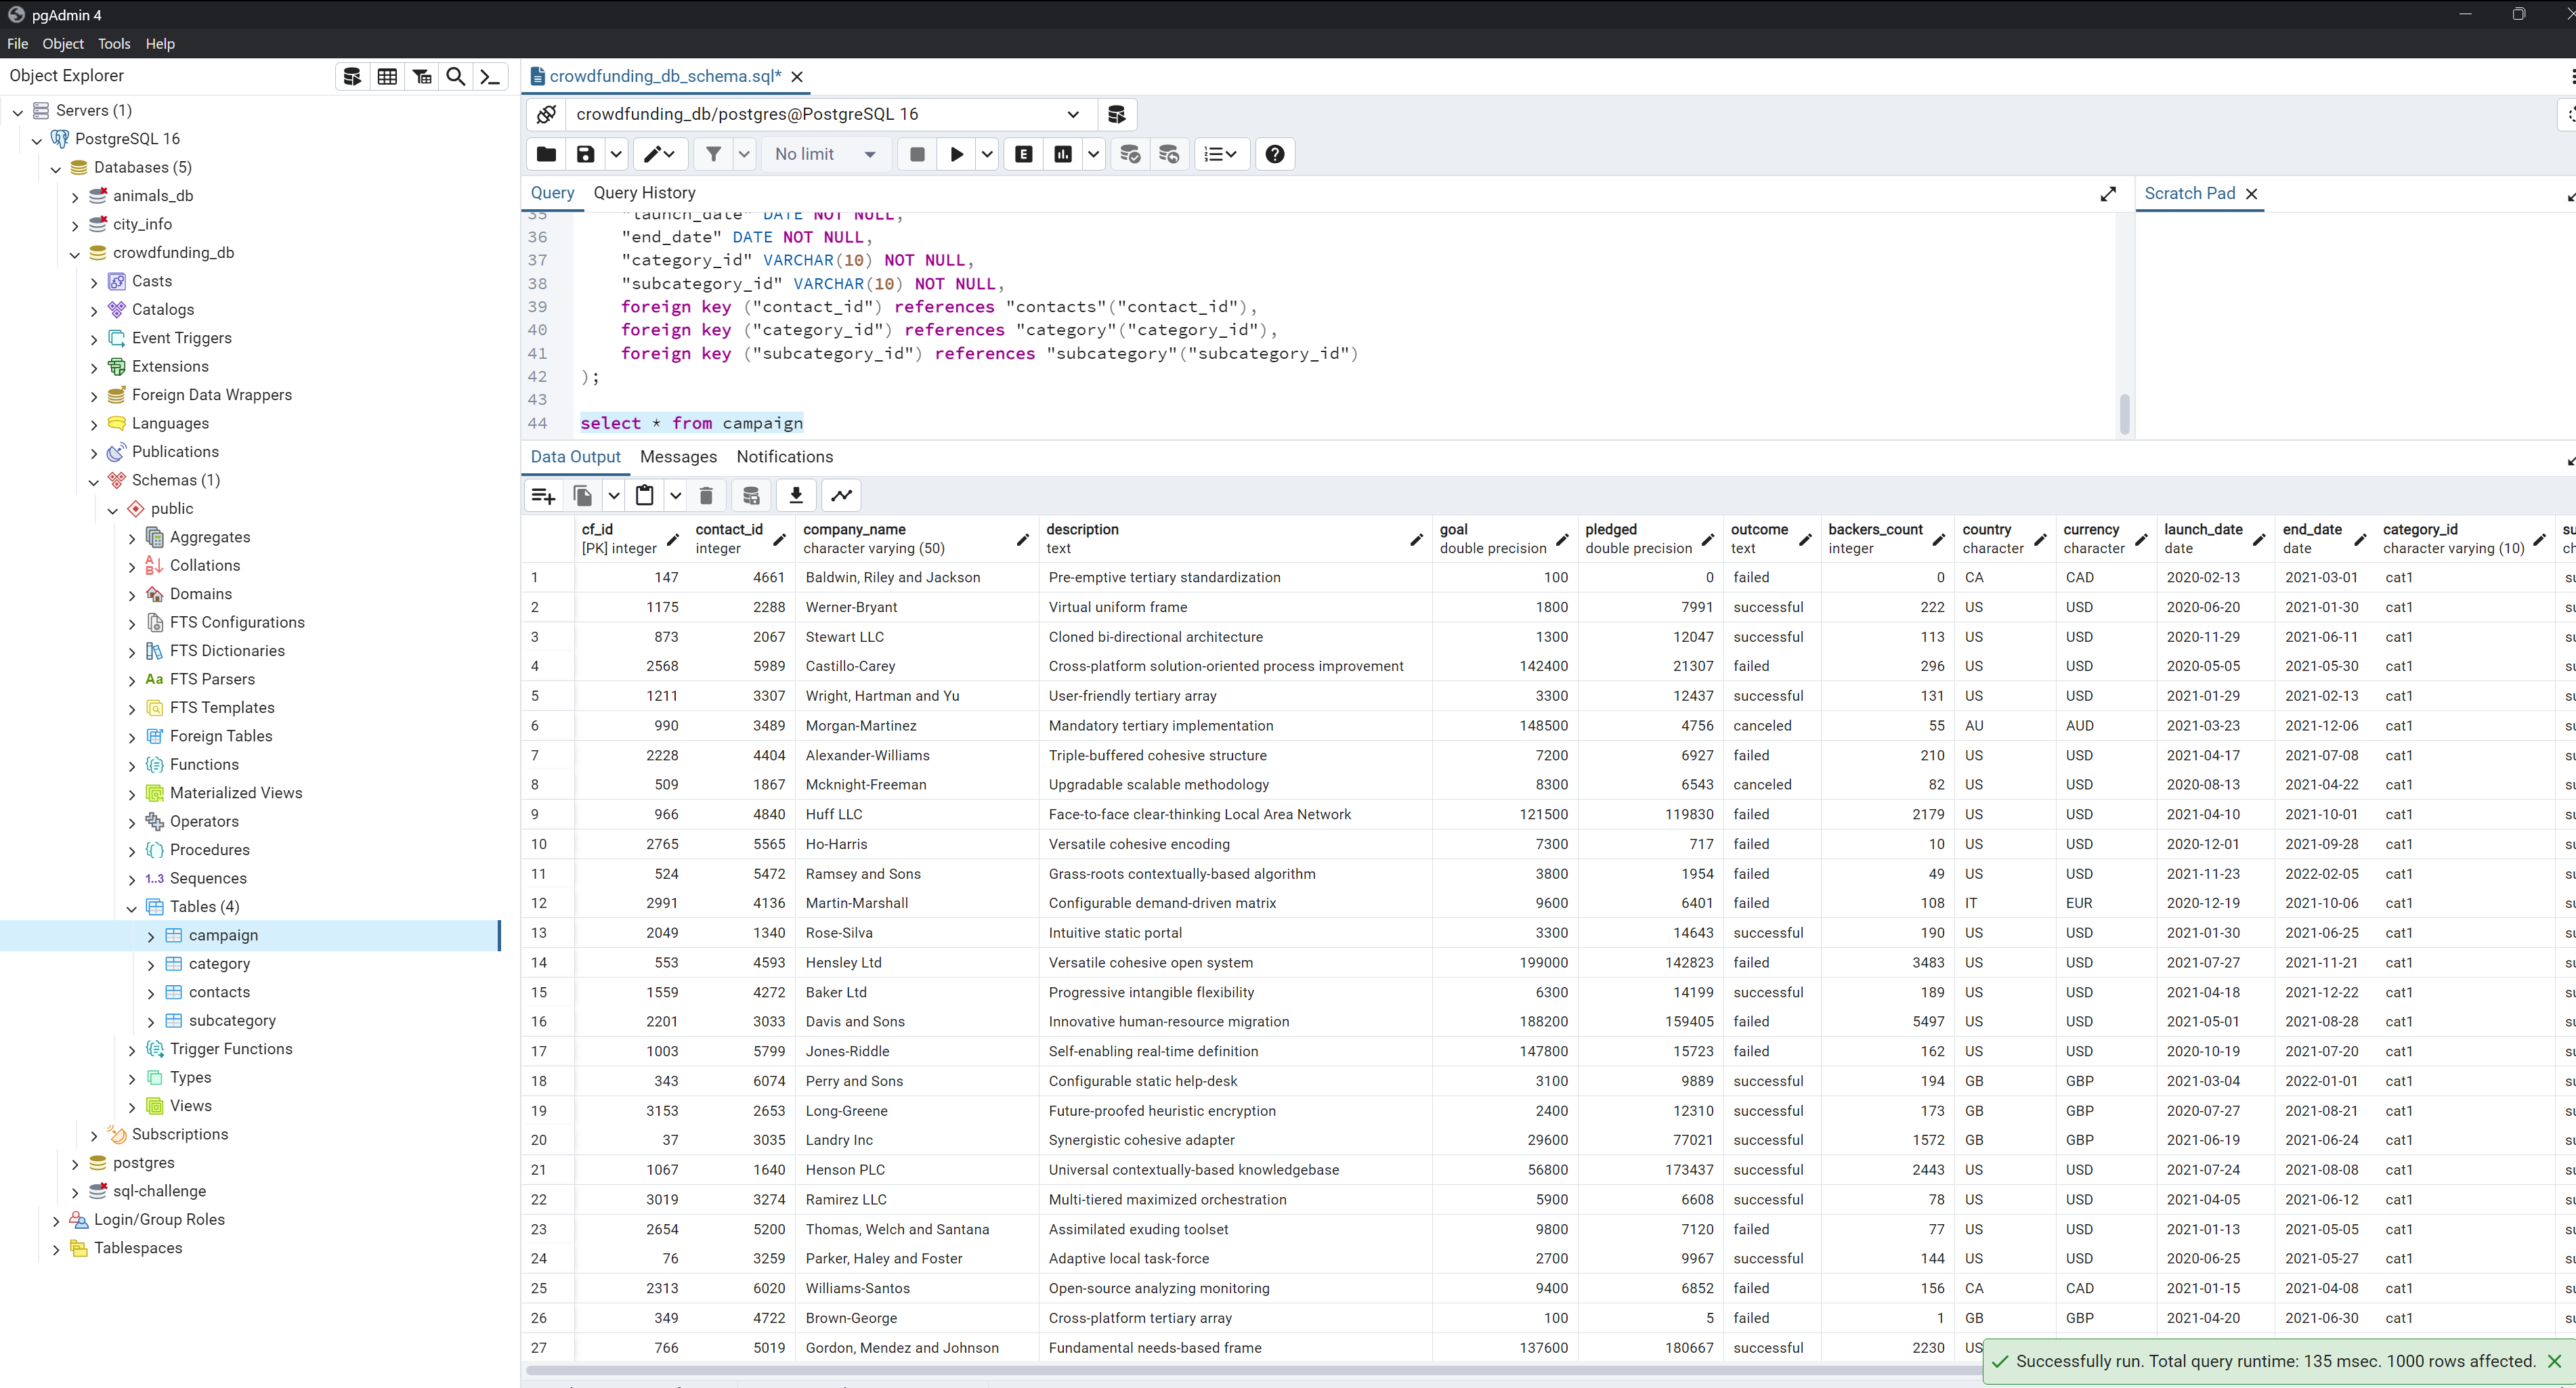 pgAdmin 4
File Object Tools Help
Object Explorer
Servers (1)
PostgreSQL 16
Databases (5)
animals_db
city_info
crowdfunding_db
Casts
Catalogs
Event Triggers
Extensions
Foreign Data Wrappers
Languages
Publications
Schemas (1)
public
Aggregates
Collations
Domains
FTS Configurations
FTS Dictionaries
Aa FTS Parsers
FTS Templates
Foreign Tables
Functions
Materialized Views
Operators
Procedures
1..3 Sequences
Tables (4)
campaign
category
contacts
subcategory
Trigger Functions
Types
Views
Subscriptions
postgres
sql-challenge
Login/Group Roles
Tablespaces
crowdfunding_db_schema.sql*
crowdfunding_db/postgres@PostgreSQL 16
No limit
Query Query History
Scratch Pad
35 "launch_date" DATE NOT NULL,
36 "end_date" DATE NOT NULL,
37 "category_id" VARCHAR(10) NOT NULL,
38 "subcategory_id" VARCHAR(10) NOT NULL,
39 foreign key ("contact_id") references "contacts"("contact_id"),
40 foreign key ("category_id") references "category"("category_id"),
41 foreign key ("subcategory_id") references "subcategory"("subcategory_id")
42 );
43
44 select * from campaign
Data Output Messages Notifications
cf_id contact_id company_name description goal pledged outcome backers_count country currency launch_date end_date category_id
[PK] integer integer character varying (50) text double precision double precision text integer character character date date character varying (10)
1 147 4661 Baldwin, Riley and Jackson Pre-emptive tertiary standardization 100 0 failed 0 CA CAD 2020-02-13 2021-03-01 cat1
2 1175 2288 Werner-Bryant Virtual uniform frame 1800 7991 successful 222 US USD 2020-06-20 2021-01-30 cat1
3 873 2067 Stewart LLC Cloned bi-directional architecture 1300 12047 successful 113 US USD 2020-11-29 2021-06-11 cat1
4 2568 5989 Castillo-Carey Cross-platform solution-oriented process improvement 142400 21307 failed 296 US USD 2020-05-05 2021-05-30 cat1
5 1211 3307 Wright, Hartman and Yu User-friendly tertiary array 3300 12437 successful 131 US USD 2021-01-29 2021-02-13 cat1
6 990 3489 Morgan-Martinez Mandatory tertiary implementation 148500 4756 canceled 55 AU AUD 2021-03-23 2021-12-06 cat1
7 2228 4404 Alexander-Williams Triple-buffered cohesive structure 7200 6927 failed 210 US USD 2021-04-17 2021-07-08 cat1
8 509 1867 Mcknight-Freeman Upgradable scalable methodology 8300 6543 canceled 82 US USD 2020-08-13 2021-04-22 cat1
9 966 4840 Huff LLC Face-to-face clear-thinking Local Area Network 121500 119830 failed 2179 US USD 2021-04-10 2021-10-01 cat1
10 2765 5565 Ho-Harris Versatile cohesive encoding 7300 717 failed 10 US USD 2020-12-01 2021-09-28 cat1
11 524 5472 Ramsey and Sons Grass-roots contextually-based algorithm 3800 1954 failed 49 US USD 2021-11-23 2022-02-05 cat1
12 2991 4136 Martin-Marshall Configurable demand-driven matrix 9600 6401 failed 108 IT EUR 2020-12-19 2021-10-06 cat1
13 2049 1340 Rose-Silva Intuitive static portal 3300 14643 successful 190 US USD 2021-01-30 2021-06-25 cat1
14 553 4593 Hensley Ltd Versatile cohesive open system 199000 142823 failed 3483 US USD 2021-07-27 2021-11-21 cat1
15 1559 4272 Baker Ltd Progressive intangible flexibility 6300 14199 successful 189 US USD 2021-04-18 2021-12-22 cat1
16 2201 3033 Davis and Sons Innovative human-resource migration 188200 159405 failed 5497 US USD 2021-05-01 2021-08-28 cat1
17 1003 5799 Jones-Riddle Self-enabling real-time definition 147800 15723 failed 162 US USD 2020-10-19 2021-07-20 cat1
18 343 6074 Perry and Sons Configurable static help-desk 3100 9889 successful 194 GB GBP 2021-03-04 2022-01-01 cat1
19 3153 2653 Long-Greene Future-proofed heuristic encryption 2400 12310 successful 173 GB GBP 2020-07-27 2021-08-21 cat1
20 37 3035 Landry Inc Synergistic cohesive adapter 29600 77021 successful 1572 GB GBP 2021-06-19 2021-06-24 cat1
21 1067 1640 Henson PLC Universal contextually-based knowledgebase 56800 173437 successful 2443 US USD 2021-07-24 2021-08-08 cat1
22 3019 3274 Ramirez LLC Multi-tiered maximized orchestration 5900 6608 successful 78 US USD 2021-04-05 2021-06-12 cat1
23 2654 5200 Thomas, Welch and Santana Assimilated exuding toolset 9800 7120 failed 77 US USD 2021-01-13 2021-05-05 cat1
24 76 3259 Parker, Haley and Foster Adaptive local task-force 2700 9967 successful 144 US USD 2020-06-25 2021-05-27 cat1
25 2313 6020 Williams-Santos Open-source analyzing monitoring 9400 6852 failed 156 CA CAD 2021-01-15 2021-04-08 cat1
26 349 4722 Brown-George Cross-platform tertiary array 100 5 failed 1 GB GBP 2021-04-20 2021-06-30 cat1
27 766 5019 Gordon, Mendez and Johnson Fundamental needs-based frame 137600 180667 successful 2230 US
Successfully run. Total query runtime: 135 msec. 1000 rows affected.